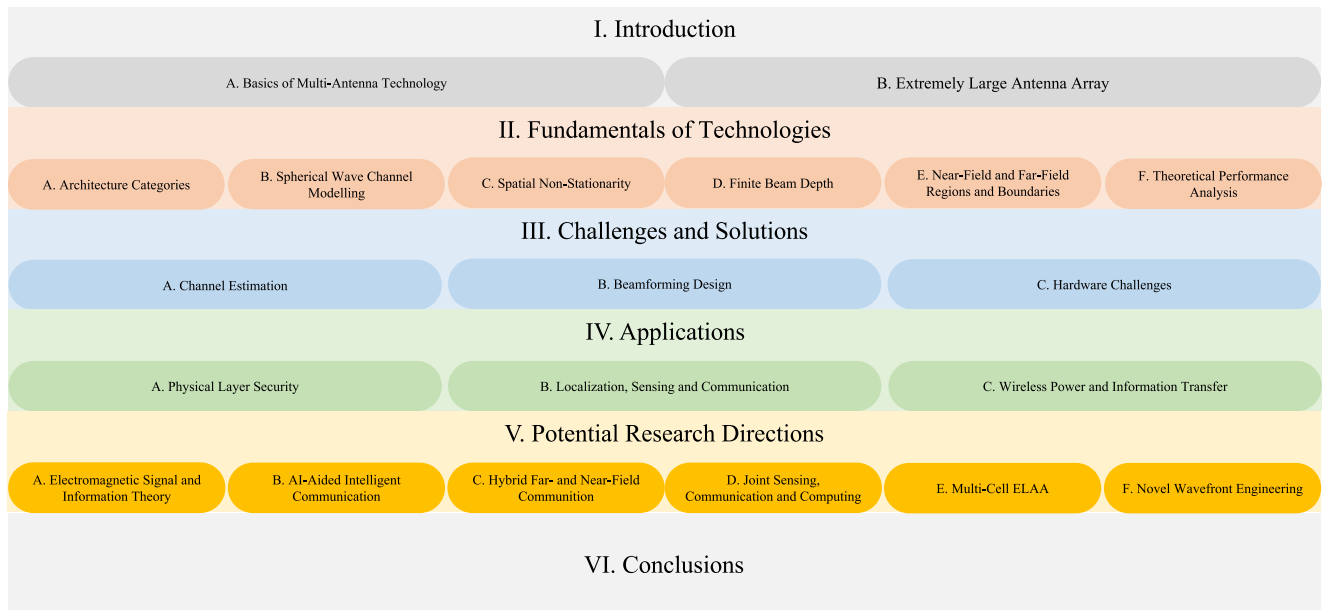 I. Introduction
A. Basics of Multi-Antenna Technology
B. Extremely Large Antenna Array
II. Fundamentals of Technologies
A. Architecture Categories
B. Spherical Wave Channel
Modelling
C. Spatial Non-Stationarity
D. Finite Beam Depth
E. Near-Field and Far-Field
Regions and Boundaries
F. Theoretical Performance
Analysis
III. Challenges and Solutions
A. Channel Estimation
B. Beamforming Design
C. Hardware Challenges
IV. Applications
A. Physical Layer Security
B. Localization, Sensing and Communication
C. Wireless Power and Information Transfer
V. Potential Research Directions
A. Electromagnetic Signal and
Information Theory
B. AI-Aided Intelligent
Communication
C. Hybrid Far- and Near-Field
Communition
D. Joint Sensing,
Communication and Computing
E. Multi-Cell ELAA
F. Novel Wavefront Engineering
VI. Conclusions